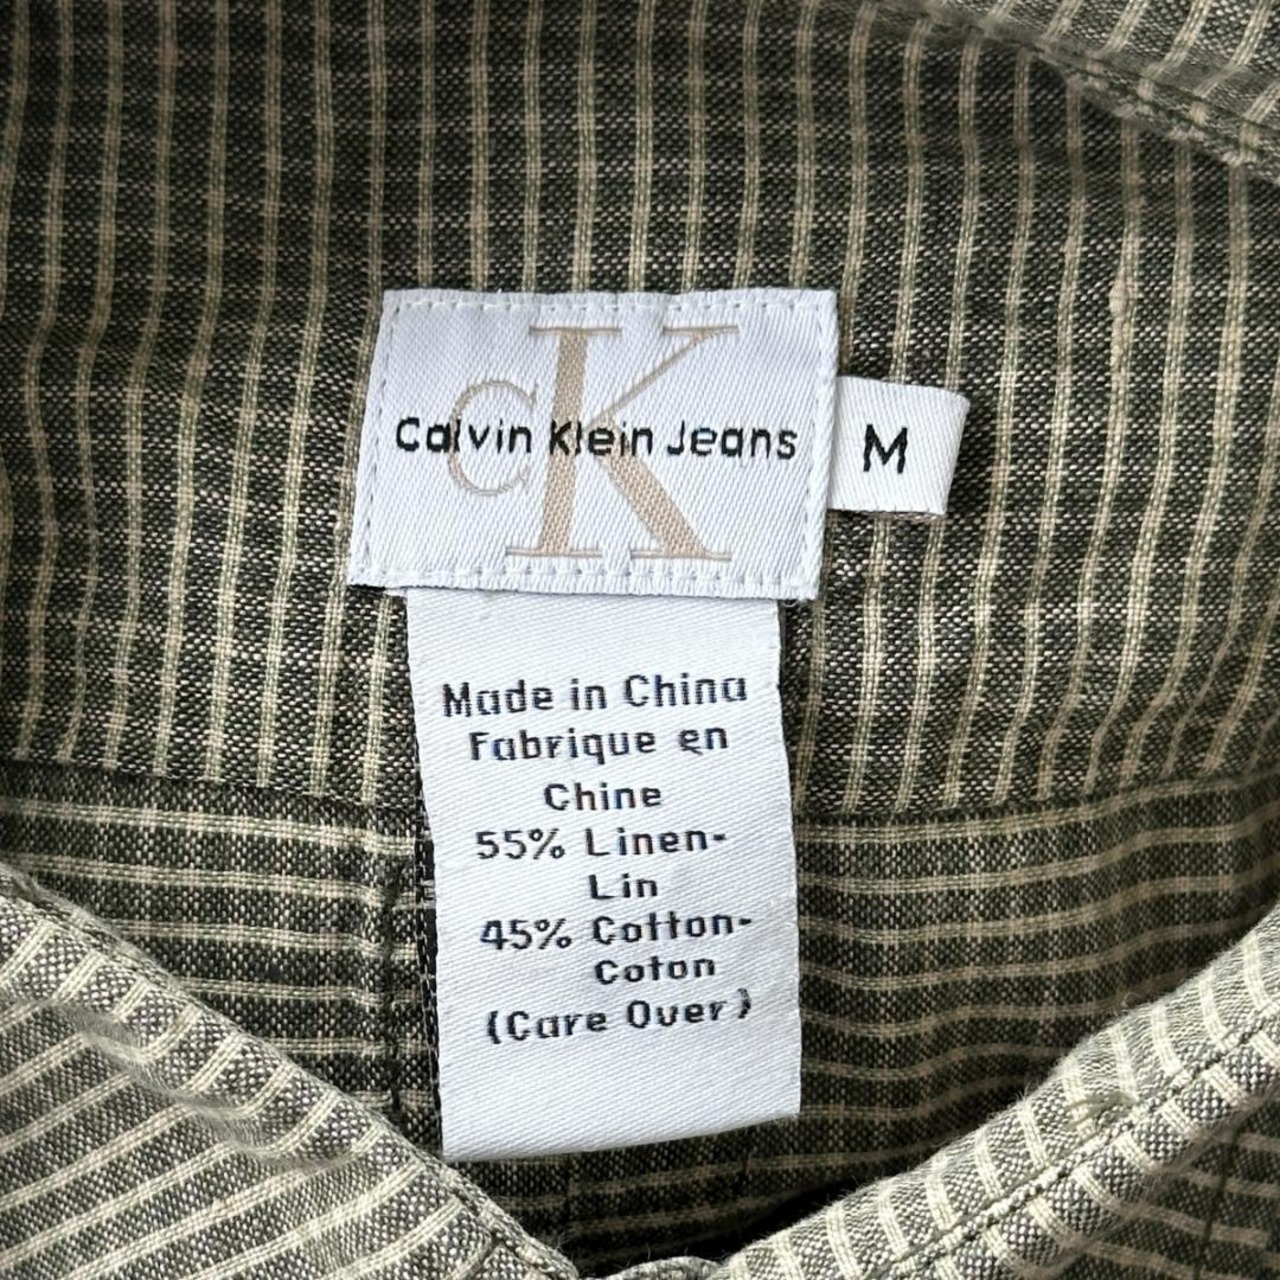 CK
Calvin Klein Jeans
M
Made in China
Fabrique en
Chine
55% Linen-
Lin
45% Cotton-
Coton
(Care Over)